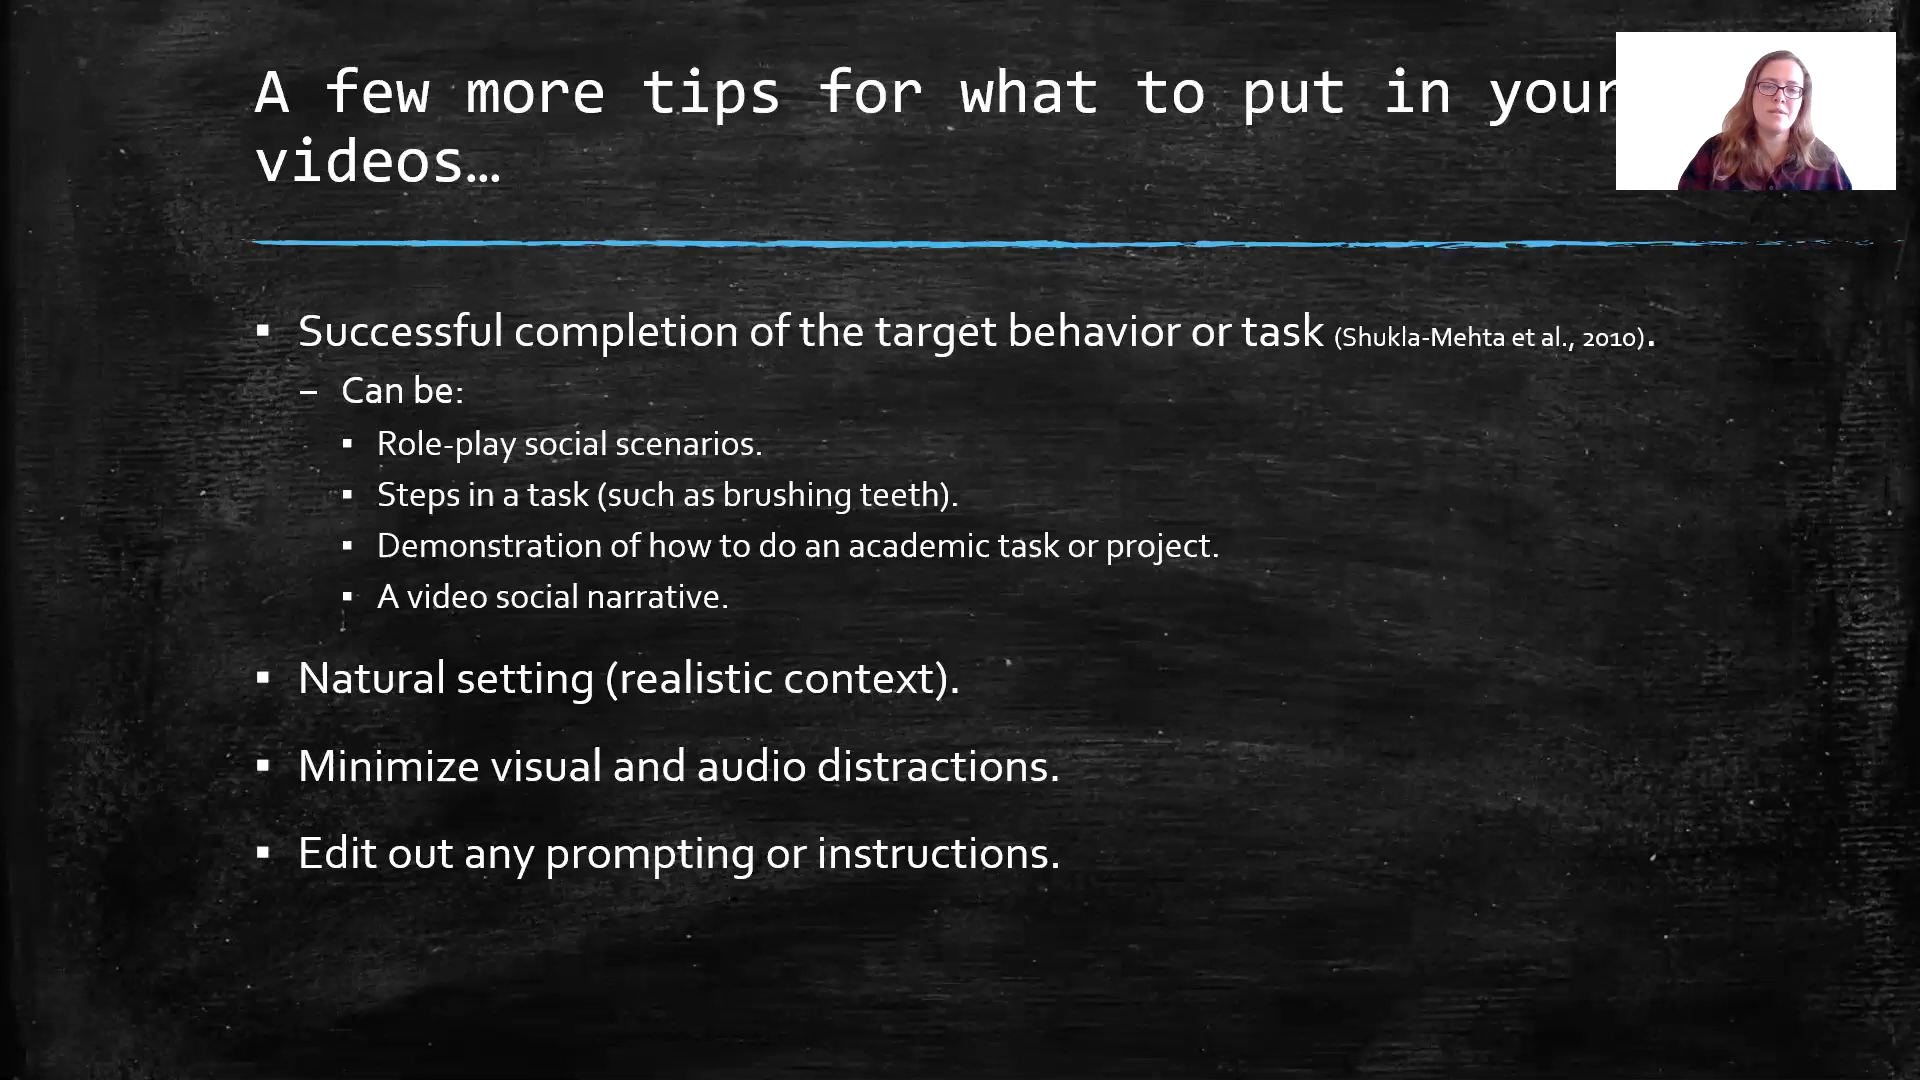 A few more tips for what to put in your
videos…
▪ Successful completion of the target behavior or task (Shukla-Mehta et al., 2010).
– Can be:
▪ Role-play social scenarios.
▪ Steps in a task (such as brushing teeth).
▪ Demonstration of how to do an academic task or project.
▪ A video social narrative.
▪ Natural setting (realistic context).
▪ Minimize visual and audio distractions.
▪ Edit out any prompting or instructions.